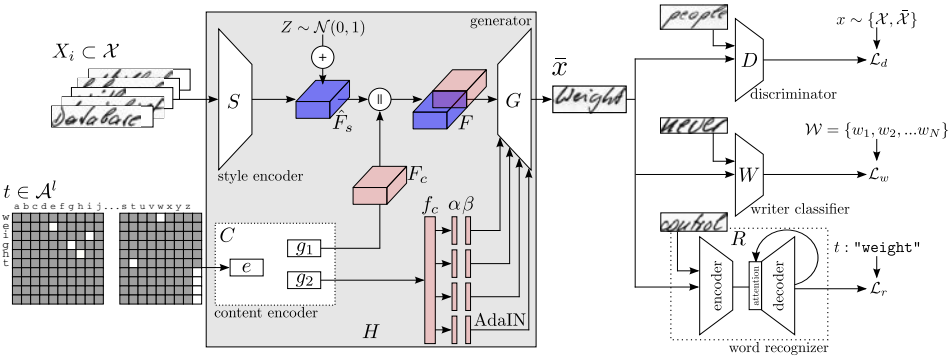 X_i ⊂ 𝒳
Database
t ∈ 𝒜^l
a b c d e f g h i j ... s t u v w x y z
w
e
i
g
h
t
generator
Z ∼ 𝒩(0, 1)
+
S
style encoder
F̂_s
||
F
G
F_c
C
e
g_1
g_2
content encoder
f_c α β
AdaIN
H
x̄
Weight
people
D
discriminator
x ∼ {𝒳, 𝒳̄}
ℒ_d
never
W
writer classifier
𝒲 = {w_1, w_2, ...w_N}
ℒ_w
control
R
encoder
attention
decoder
word recognizer
t : "weight"
ℒ_r